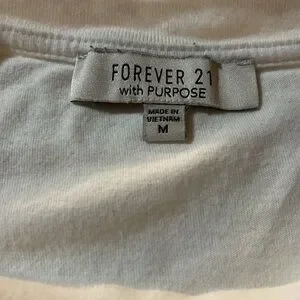 FOREVER 21
with PURPOSE
MADE IN
VIETNAM
M